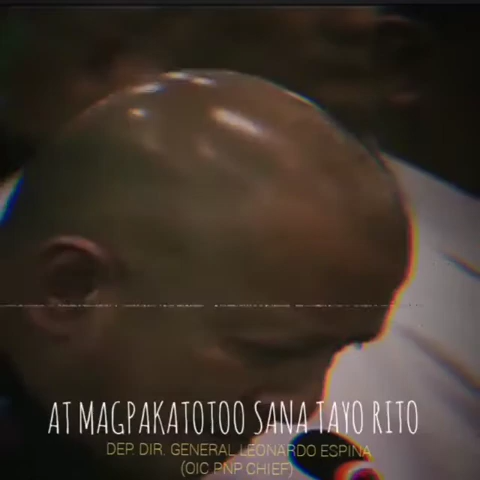 AT MAGPAKATOTOO SANA TAYO RITO
DEP. DIR. GENERAL LEONARDO ESPINA
(OIC PNP CHIEF)